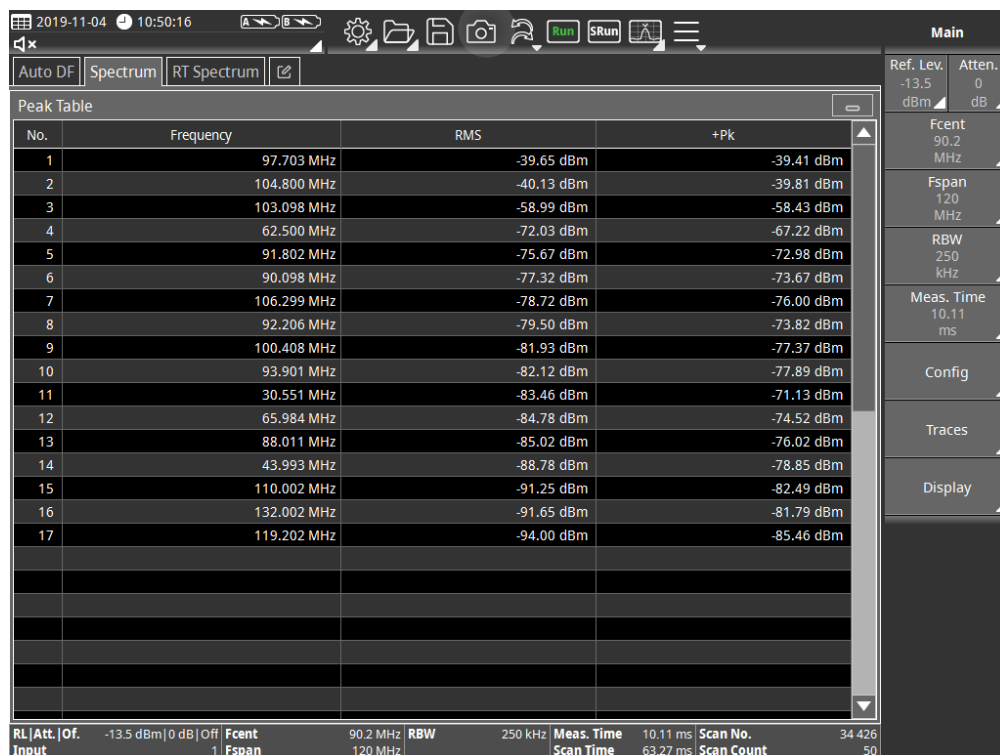 2019-11-04 10:50:16 A B Run SRun Main
Auto DF Spectrum RT Spectrum
Ref. Lev. Atten.
-13.5 0
dBm dB
Peak Table
No. Frequency RMS +Pk
1 97.703 MHz -39.65 dBm -39.41 dBm
2 104.800 MHz -40.13 dBm -39.81 dBm
3 103.098 MHz -58.99 dBm -58.43 dBm
4 62.500 MHz -72.03 dBm -67.22 dBm
5 91.802 MHz -75.67 dBm -72.98 dBm
6 90.098 MHz -77.32 dBm -73.67 dBm
7 106.299 MHz -78.72 dBm -76.00 dBm
8 92.206 MHz -79.50 dBm -73.82 dBm
9 100.408 MHz -81.93 dBm -77.37 dBm
10 93.901 MHz -82.12 dBm -77.89 dBm
11 30.551 MHz -83.46 dBm -71.13 dBm
12 65.984 MHz -84.78 dBm -74.52 dBm
13 88.011 MHz -85.02 dBm -76.02 dBm
14 43.993 MHz -88.78 dBm -78.85 dBm
15 110.002 MHz -91.25 dBm -82.49 dBm
16 132.002 MHz -91.65 dBm -81.79 dBm
17 119.202 MHz -94.00 dBm -85.46 dBm
Fcent
90.2
MHz
Fspan
120
MHz
RBW
250
kHz
Meas. Time
10.11
ms
Config
Traces
Display
RL|Att.|Of. -13.5 dBm|0 dB|Off Fcent 90.2 MHz RBW 250 kHz Meas. Time 10.11 ms Scan No. 34 426
Input 1 Fspan 120 MHz Scan Time 63.27 ms Scan Count 50